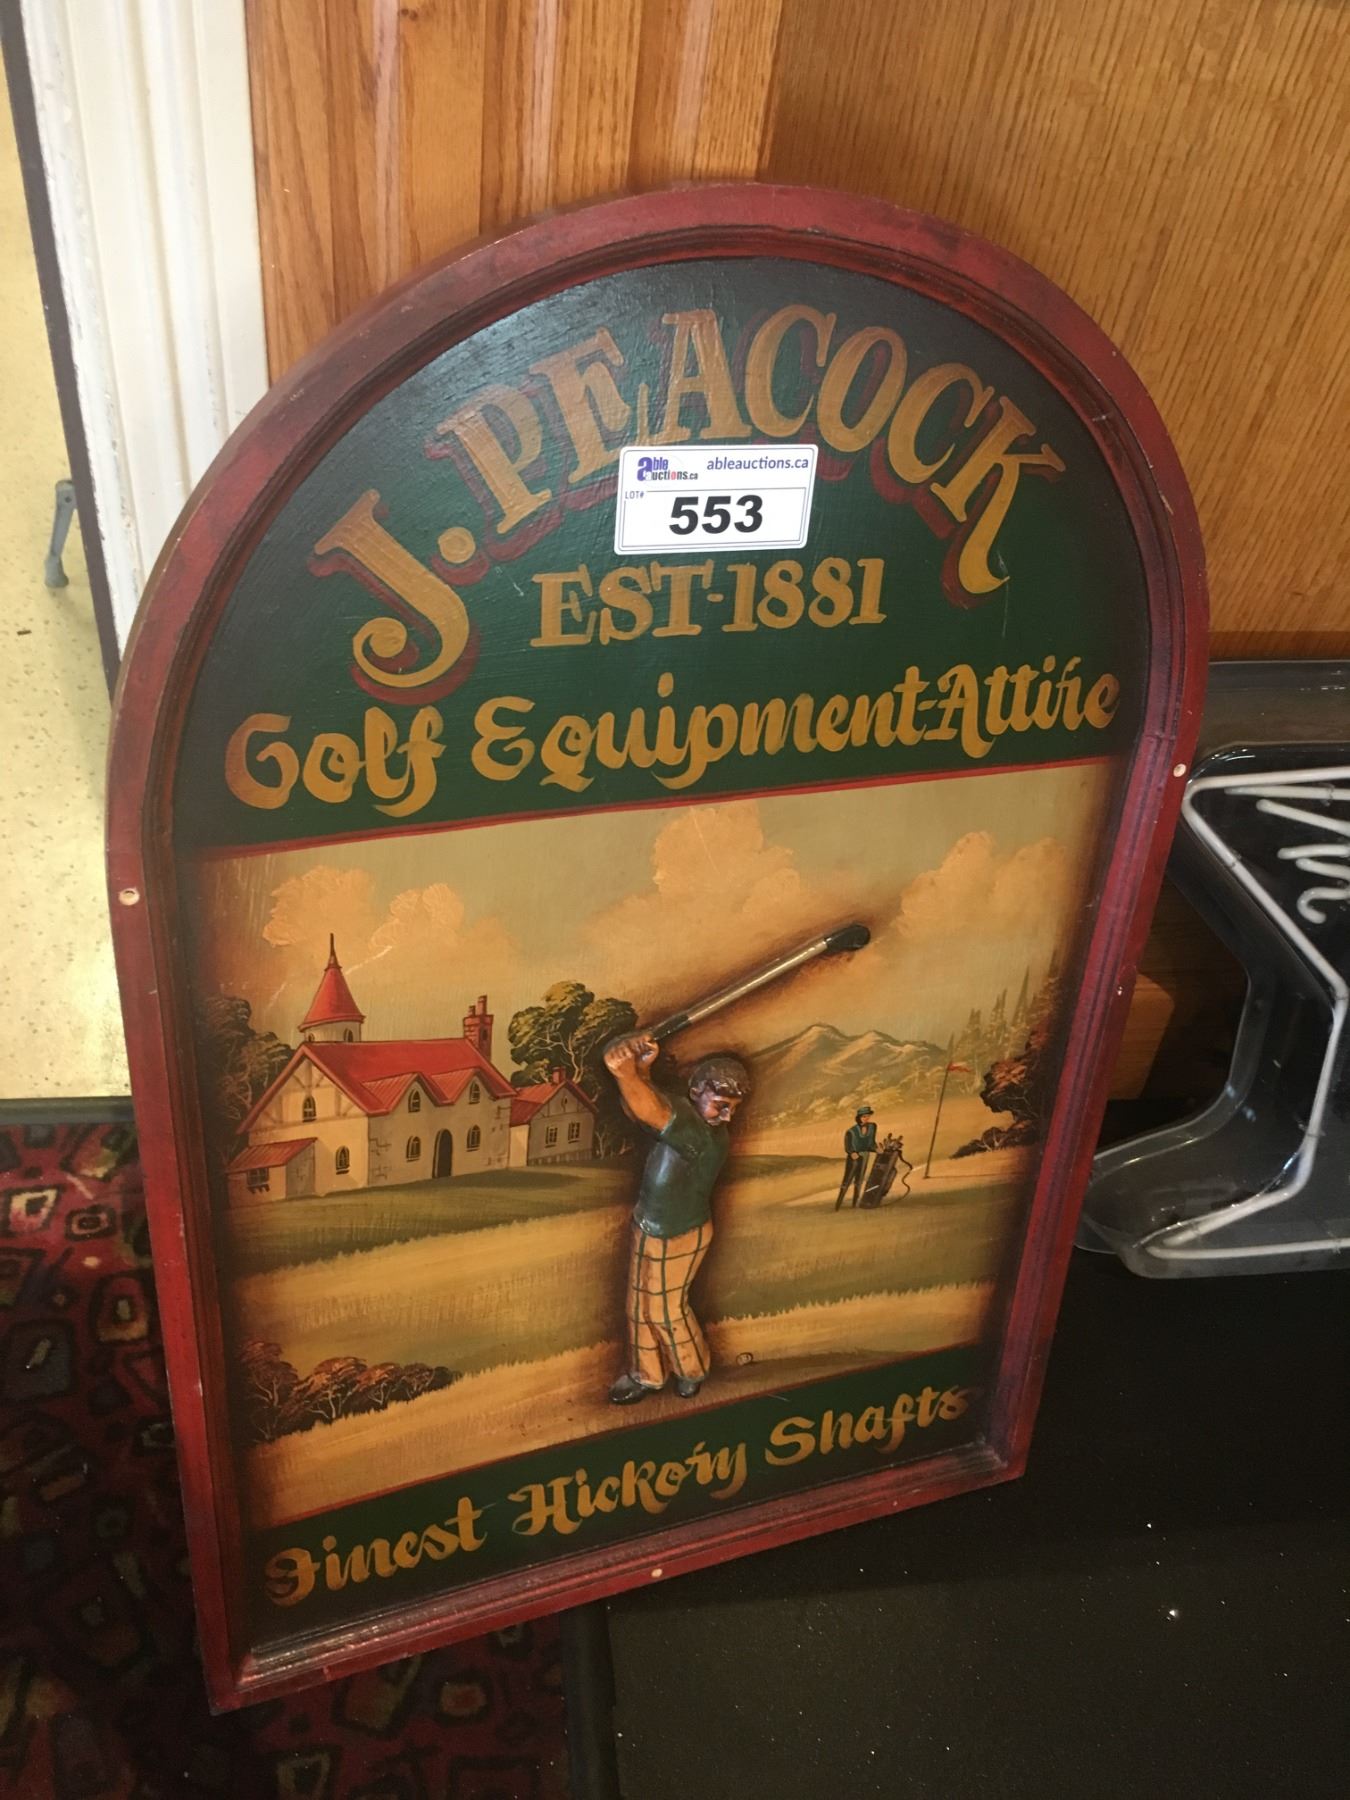 J. PEACOCK
able auctions.ca
ableauctions.ca
LOT#
553
EST-1881
Golf Equipment-Attire
Finest Hickory Shafts